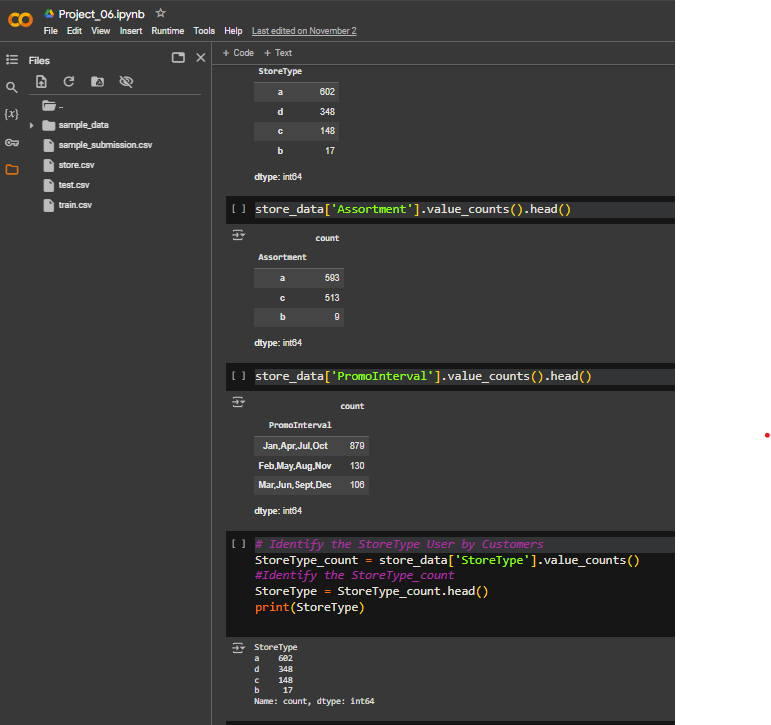 Project_06.ipynb
File Edit View Insert Runtime Tools Help Last edited on November 2
Files
..
sample_data
sample_submission.csv
store.csv
test.csv
train.csv
{x}
+ Code + Text
StoreType
a 602
d 348
c 148
b 17
dtype: int64
[ ] store_data['Assortment'].value_counts().head()
count
Assortment
a 593
c 513
b 9
dtype: int64
[ ] store_data['PromoInterval'].value_counts().head()
count
PromoInterval
Jan,Apr,Jul,Oct 879
Feb,May,Aug,Nov 130
Mar,Jun,Sept,Dec 106
dtype: int64
[ ] # Identify the StoreType User by Customers
StoreType_count = store_data['StoreType'].value_counts()
#Identify the StoreType_count
StoreType = StoreType_count.head()
print(StoreType)
StoreType
a 602
d 348
c 148
b 17
Name: count, dtype: int64